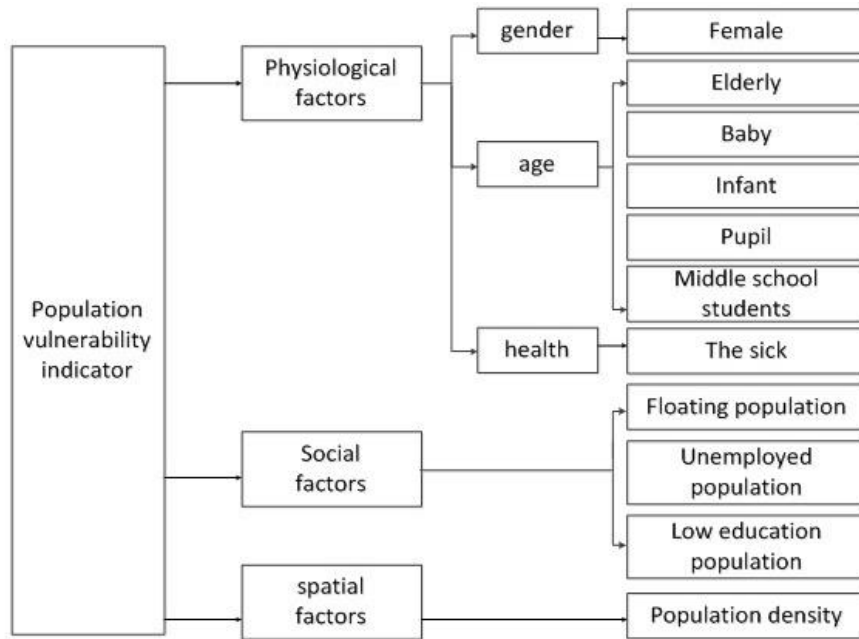 Population
vulnerability
indicator
Physiological
factors
gender
Female
age
Elderly
Baby
Infant
Pupil
Middle school
students
health
The sick
Social
factors
Floating population
Unemployed
population
Low education
population
spatial
factors
Population density